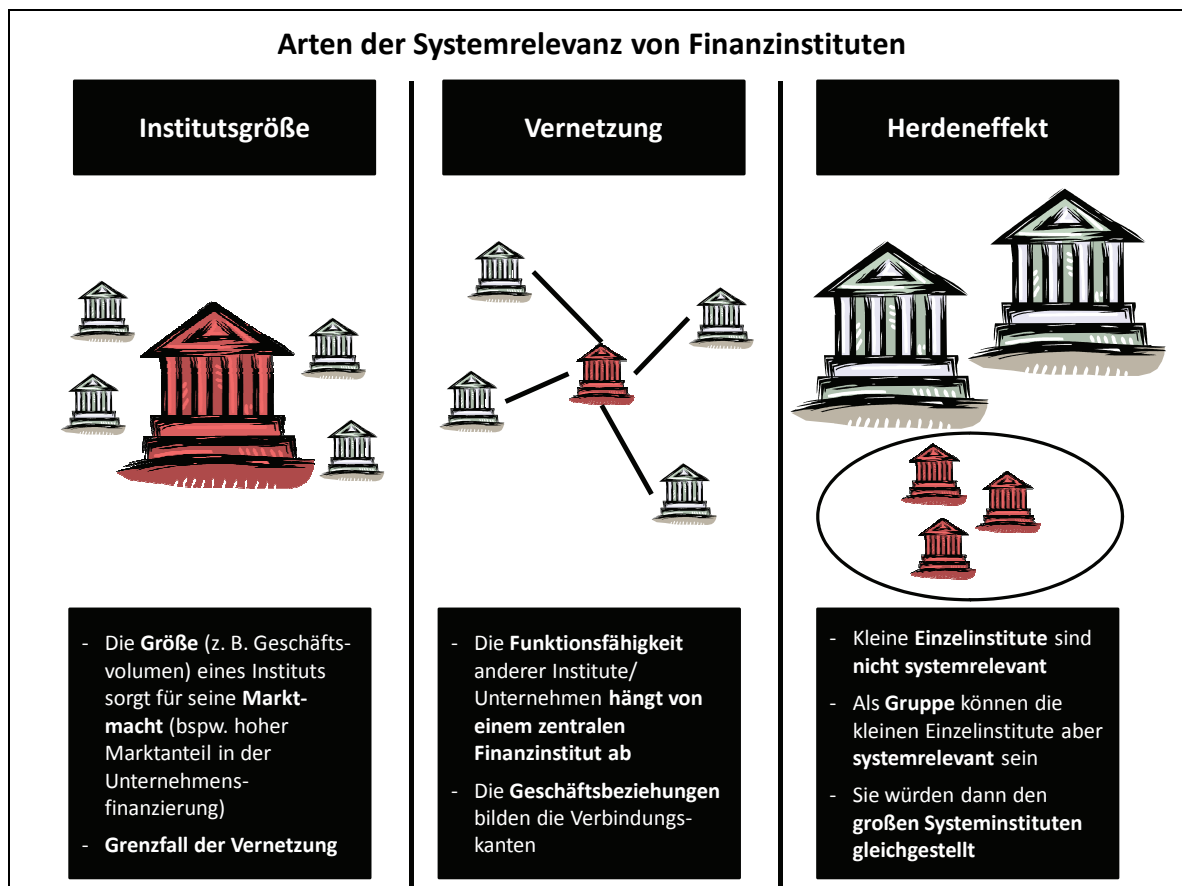 Arten der Systemrelevanz von Finanzinstituten
Institutsgröße
Vernetzung
Herdeneffekt
- Die Größe (z. B. Geschäfts-
volumen) eines Instituts
sorgt für seine Markt-
macht (bspw. hoher
Marktanteil in der
Unternehmens-
finanzierung)
- Grenzfall der Vernetzung
- Die Funktionsfähigkeit
anderer Institute/
Unternehmen hängt von
einem zentralen
Finanzinstitut ab
- Die Geschäftsbeziehungen
bilden die Verbindungs-
kanten
- Kleine Einzelinstitute sind
nicht systemrelevant
- Als Gruppe können die
kleinen Einzelinstitute aber
systemrelevant sein
- Sie würden dann den
großen Systeminstituten
gleichgestellt